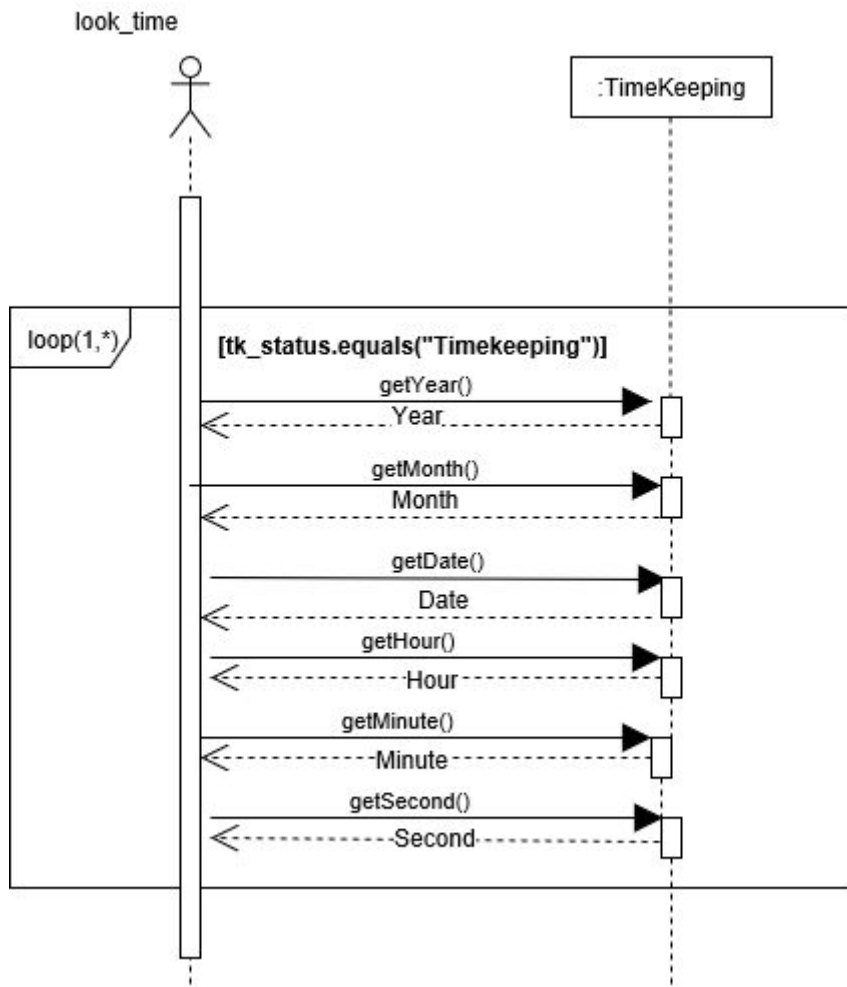 look_time
:TimeKeeping
loop(1,*)
[tk_status.equals("Timekeeping")]
getYear()
Year
getMonth()
Month
getDate()
Date
getHour()
Hour
getMinute()
Minute
getSecond()
Second